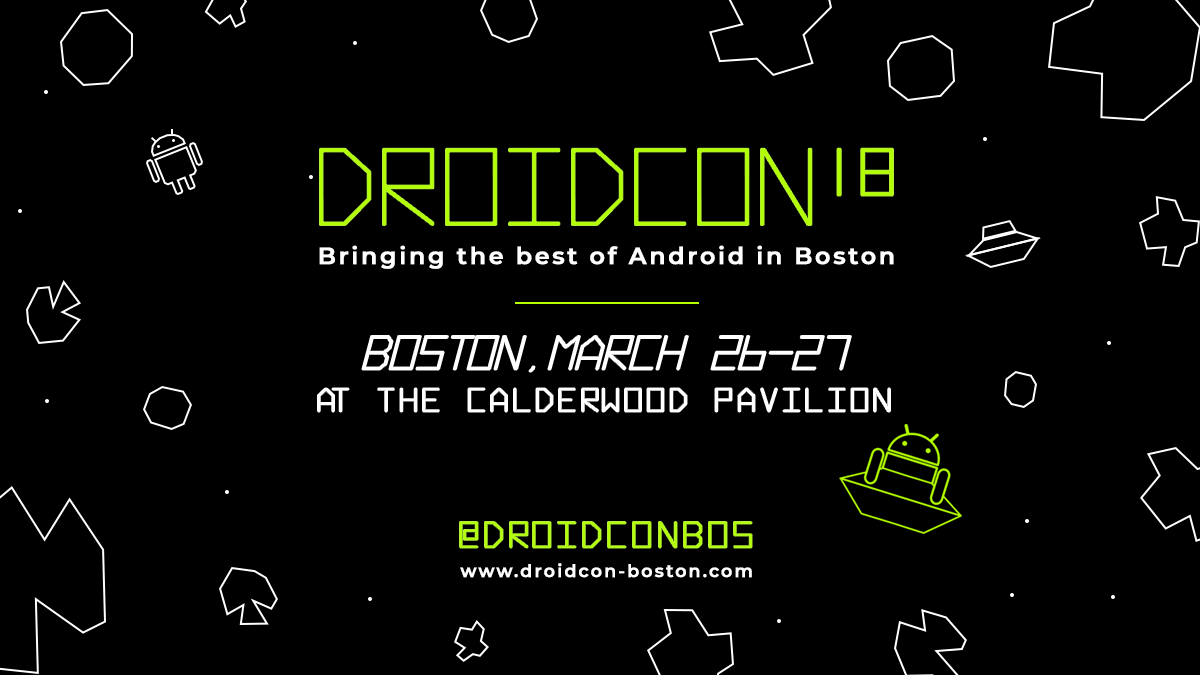 DROIDCON'18
Bringing the best of Android in Boston
BOSTON, MARCH 26-27
AT THE CALDERWOOD PAVILION
@DROIDCONBOS
www.droidcon-boston.com